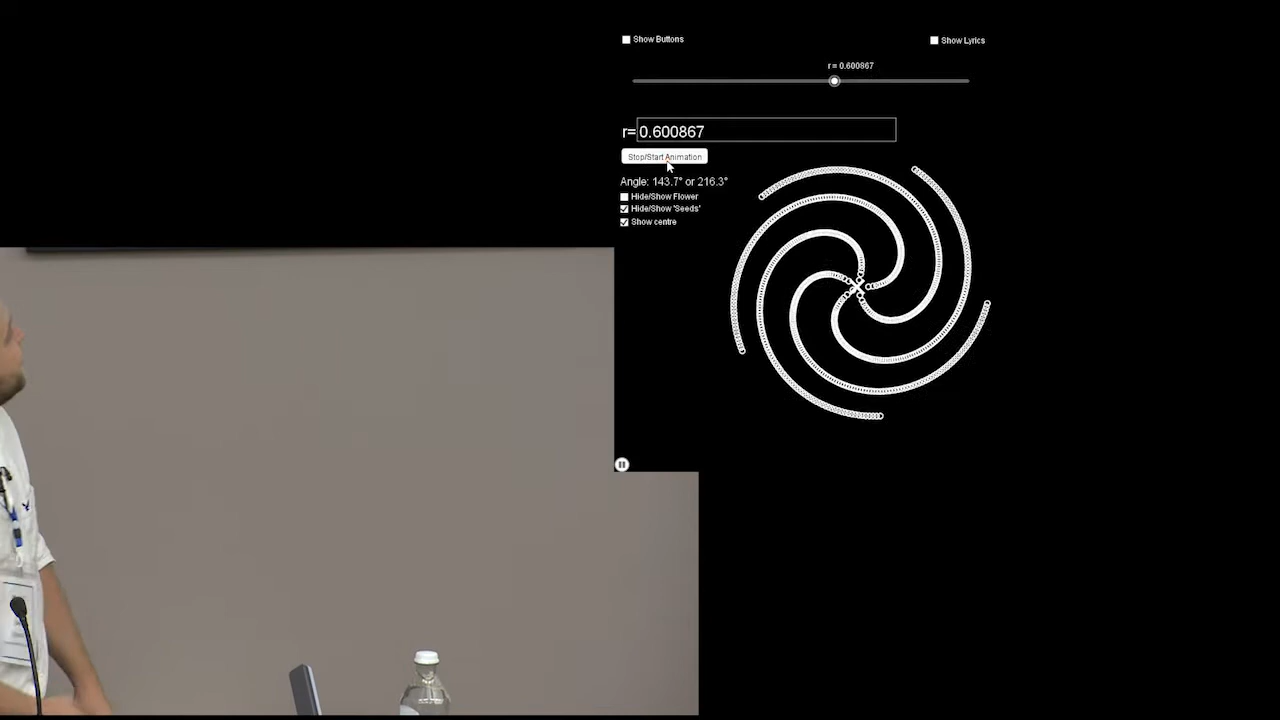 Show Buttons
Show Lyrics
r = 0.600867
r=0.600867
Stop/Start Animation
Angle: 143.7° or 216.3°
Hide/Show Flower
Hide/Show 'Seeds'
Show centre